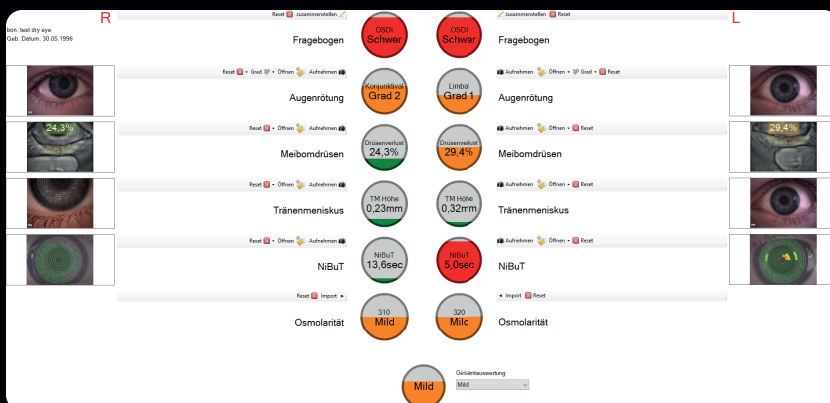 R
L
bon, test dry eye
Geb. Datum: 30.05.1996
Reset zusammenstellen
zusammenstellen Reset
Fragebogen
OSDI
Schwer
OSDI
Schwer
Fragebogen
Reset Grad Öffnen Aufnehmen
Aufnehmen Öffnen Grad Reset
Augenrötung
Konjunktival
Grad 2
Limbal
Grad 1
Augenrötung
24,3%
Reset Öffnen Aufnehmen
Aufnehmen Öffnen Reset
29,4%
Meibomdrüsen
Drüsenverlust
24,3%
Drüsenverlust
29,4%
Meibomdrüsen
Reset Öffnen Aufnehmen
Aufnehmen Öffnen Reset
Tränenmeniskus
TM Höhe
0,23mm
TM Höhe
0,32mm
Tränenmeniskus
Reset Öffnen Aufnehmen
Aufnehmen Öffnen Reset
NiBuT
NiBuT
13,6sec
NiBuT
5,0sec
NiBuT
Reset Import
Import Reset
Osmolarität
310
Mild
320
Mild
Osmolarität
Mild
Gesamtauswertung
Mild